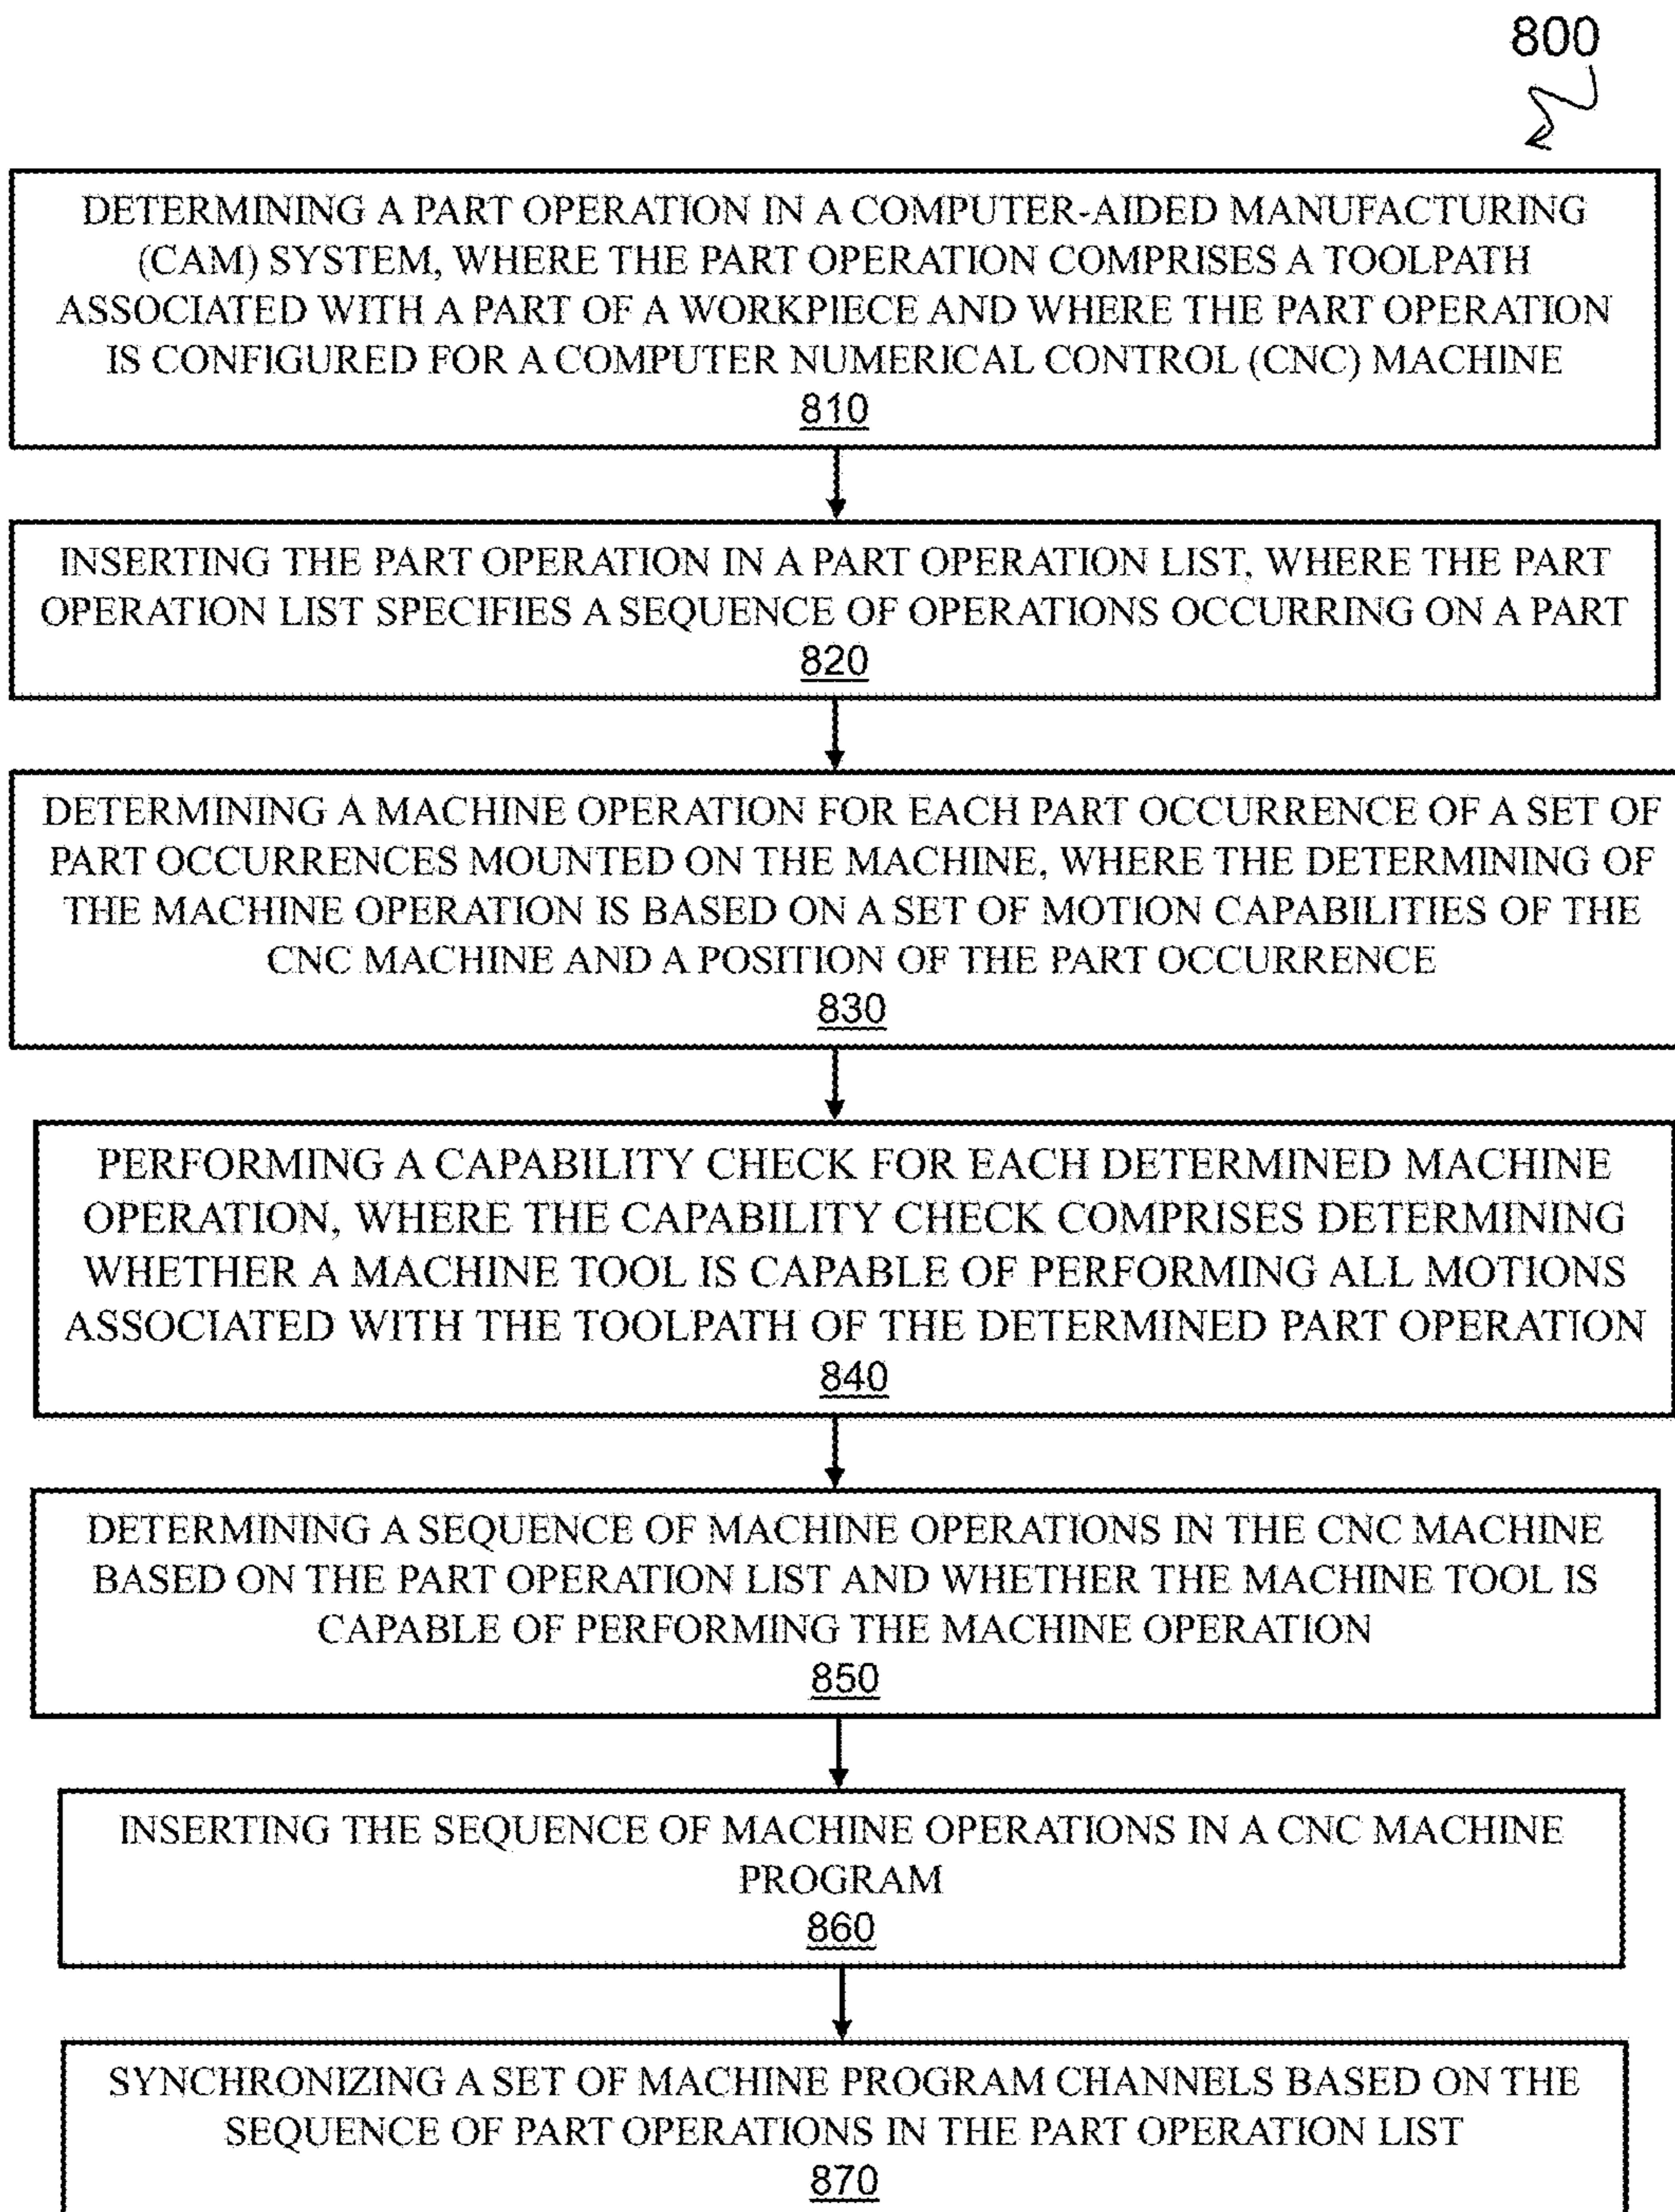 800
DETERMINING A PART OPERATION IN A COMPUTER-AIDED MANUFACTURING
(CAM) SYSTEM, WHERE THE PART OPERATION COMPRISES A TOOLPATH
ASSOCIATED WITH A PART OF A WORKPIECE AND WHERE THE PART OPERATION
IS CONFIGURED FOR A COMPUTER NUMERICAL CONTROL (CNC) MACHINE
810
INSERTING THE PART OPERATION IN A PART OPERATION LIST, WHERE THE PART
OPERATION LIST SPECIFIES A SEQUENCE OF OPERATIONS OCCURRING ON A PART
820
DETERMINING A MACHINE OPERATION FOR EACH PART OCCURRENCE OF A SET OF
PART OCCURRENCES MOUNTED ON THE MACHINE, WHERE THE DETERMINING OF
THE MACHINE OPERATION IS BASED ON A SET OF MOTION CAPABILITIES OF THE
CNC MACHINE AND A POSITION OF THE PART OCCURRENCE
830
PERFORMING A CAPABILITY CHECK FOR EACH DETERMINED MACHINE
OPERATION, WHERE THE CAPABILITY CHECK COMPRISES DETERMINING
WHETHER A MACHINE TOOL IS CAPABLE OF PERFORMING ALL MOTIONS
ASSOCIATED WITH THE TOOLPATH OF THE DETERMINED PART OPERATION
840
DETERMINING A SEQUENCE OF MACHINE OPERATIONS IN THE CNC MACHINE
BASED ON THE PART OPERATION LIST AND WHETHER THE MACHINE TOOL IS
CAPABLE OF PERFORMING THE MACHINE OPERATION
850
INSERTING THE SEQUENCE OF MACHINE OPERATIONS IN A CNC MACHINE
PROGRAM
860
SYNCHRONIZING A SET OF MACHINE PROGRAM CHANNELS BASED ON THE
SEQUENCE OF PART OPERATIONS IN THE PART OPERATION LIST
870